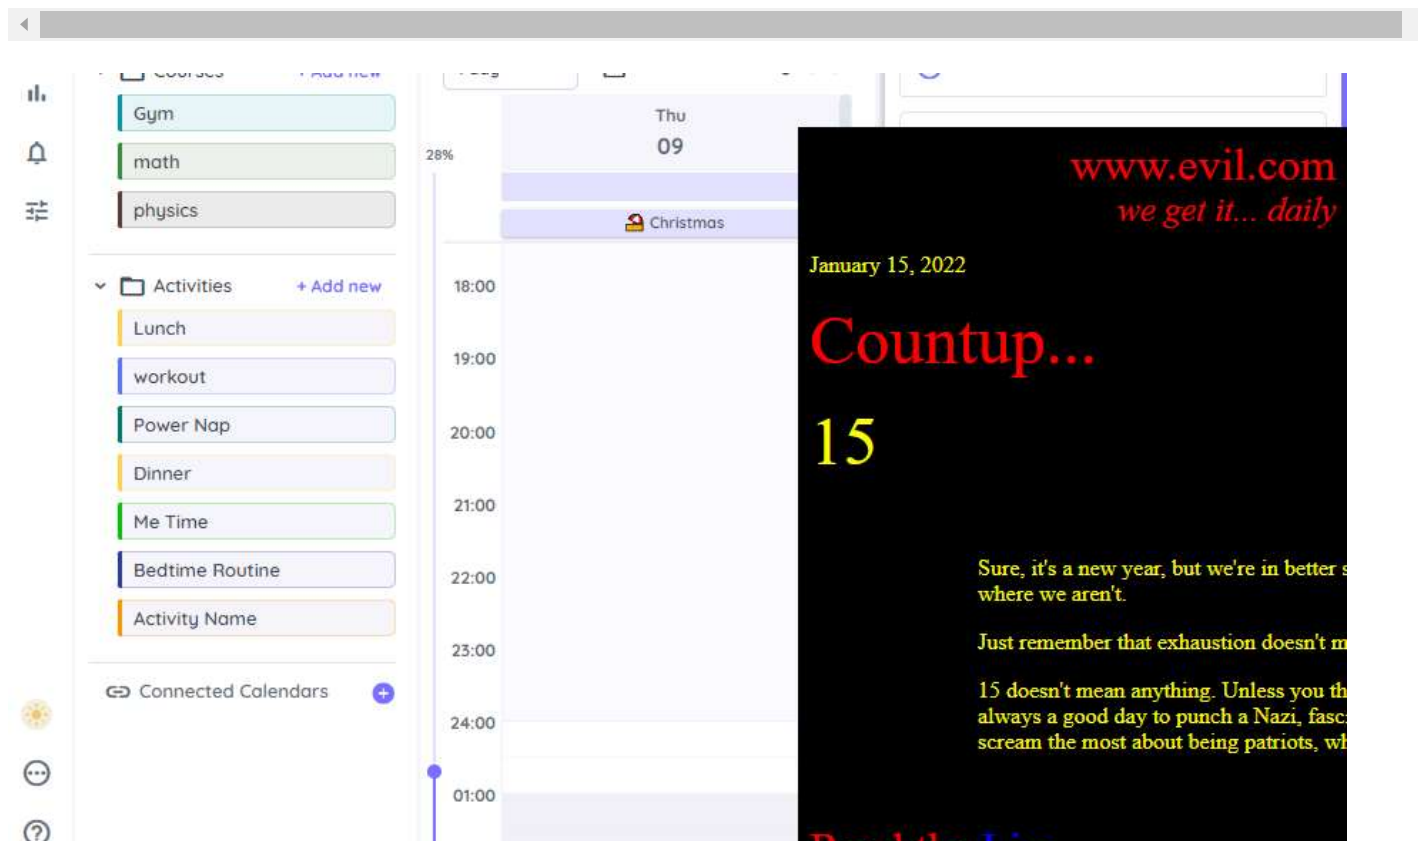 Courses
+ Add new
Gym
math
physics
Activities
+ Add new
Lunch
workout
Power Nap
Dinner
Me Time
Bedtime Routine
Activity Name
Connected Calendars
Thu
09
28%
Christmas
18:00
19:00
20:00
21:00
22:00
23:00
24:00
01:00
www.evil.com
we get it... daily
January 15, 2022
Countup...
15
Sure, it's a new year, but we're in better
where we aren't.
Just remember that exhaustion doesn't
15 doesn't mean anything. Unless you
always a good day to punch a Nazi,
scream the most about being patriots,